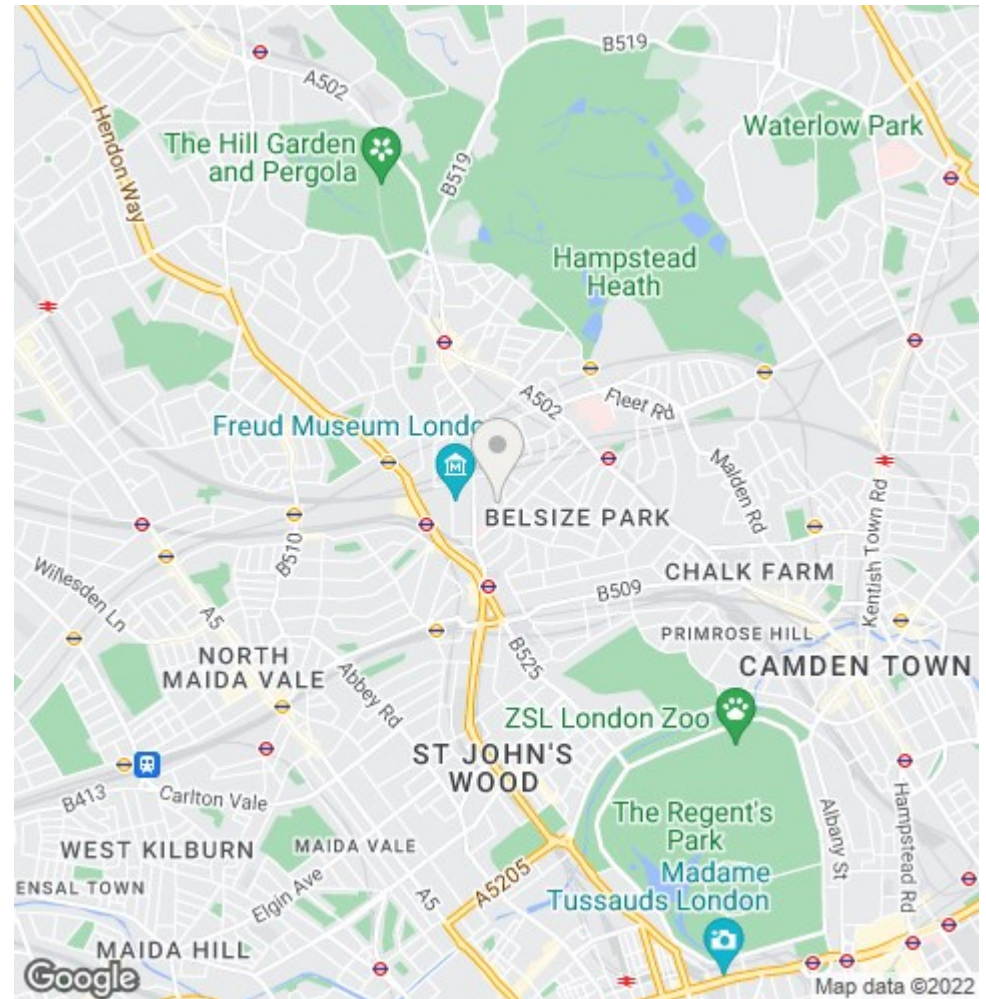 B519
A502
Hendon Way
The Hill Garden
and Pergola
B519
Waterlow Park
Hampstead
Heath
A502
Fleet Rd
Freud Museum Londo
Malden Rd
Kentish Town Rd
BELSIZE PARK
B510
Willesden Ln
A5
CHALK FARM
B509
PRIMROSE HILL
B525
NORTH
MAIDA VALE
Abbey Rd
CAMDEN TOWN
ZSL London Zoo
ST JOHN'S
WOOD
B413
Carlton Vale
The Regent's
Park
Albany St
Hampstead Rd
WEST KILBURN
MAIDA VALE
Madame
Tussauds London
ENSAL TOWN
Elgin Ave
A5
A5205
MAIDA HILL
Google
Map data ©2022